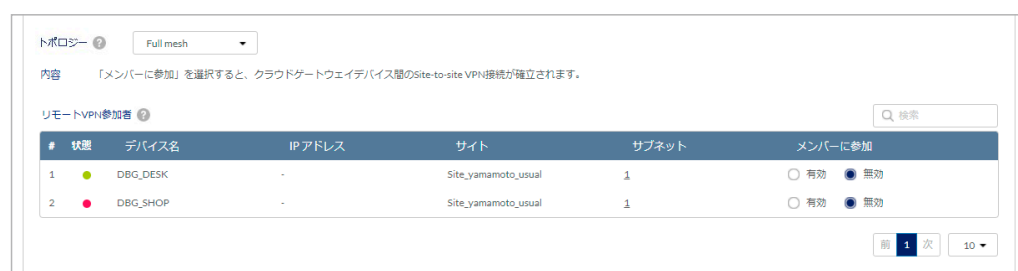 トポロジー ? Full mesh
内容 「メンバーに参加」を選択すると、クラウドゲートウェイデバイス間のSite-to-site VPN接続が確立されます。
リモートVPN参加者 ? 検索
# 状態 デバイス名 IPアドレス サイト サブネット メンバーに参加
1 DBG_DESK - Site_yamamoto_usual 1 有効 無効
2 DBG_SHOP - Site_yamamoto_usual 1 有効 無効
前 1 次 10